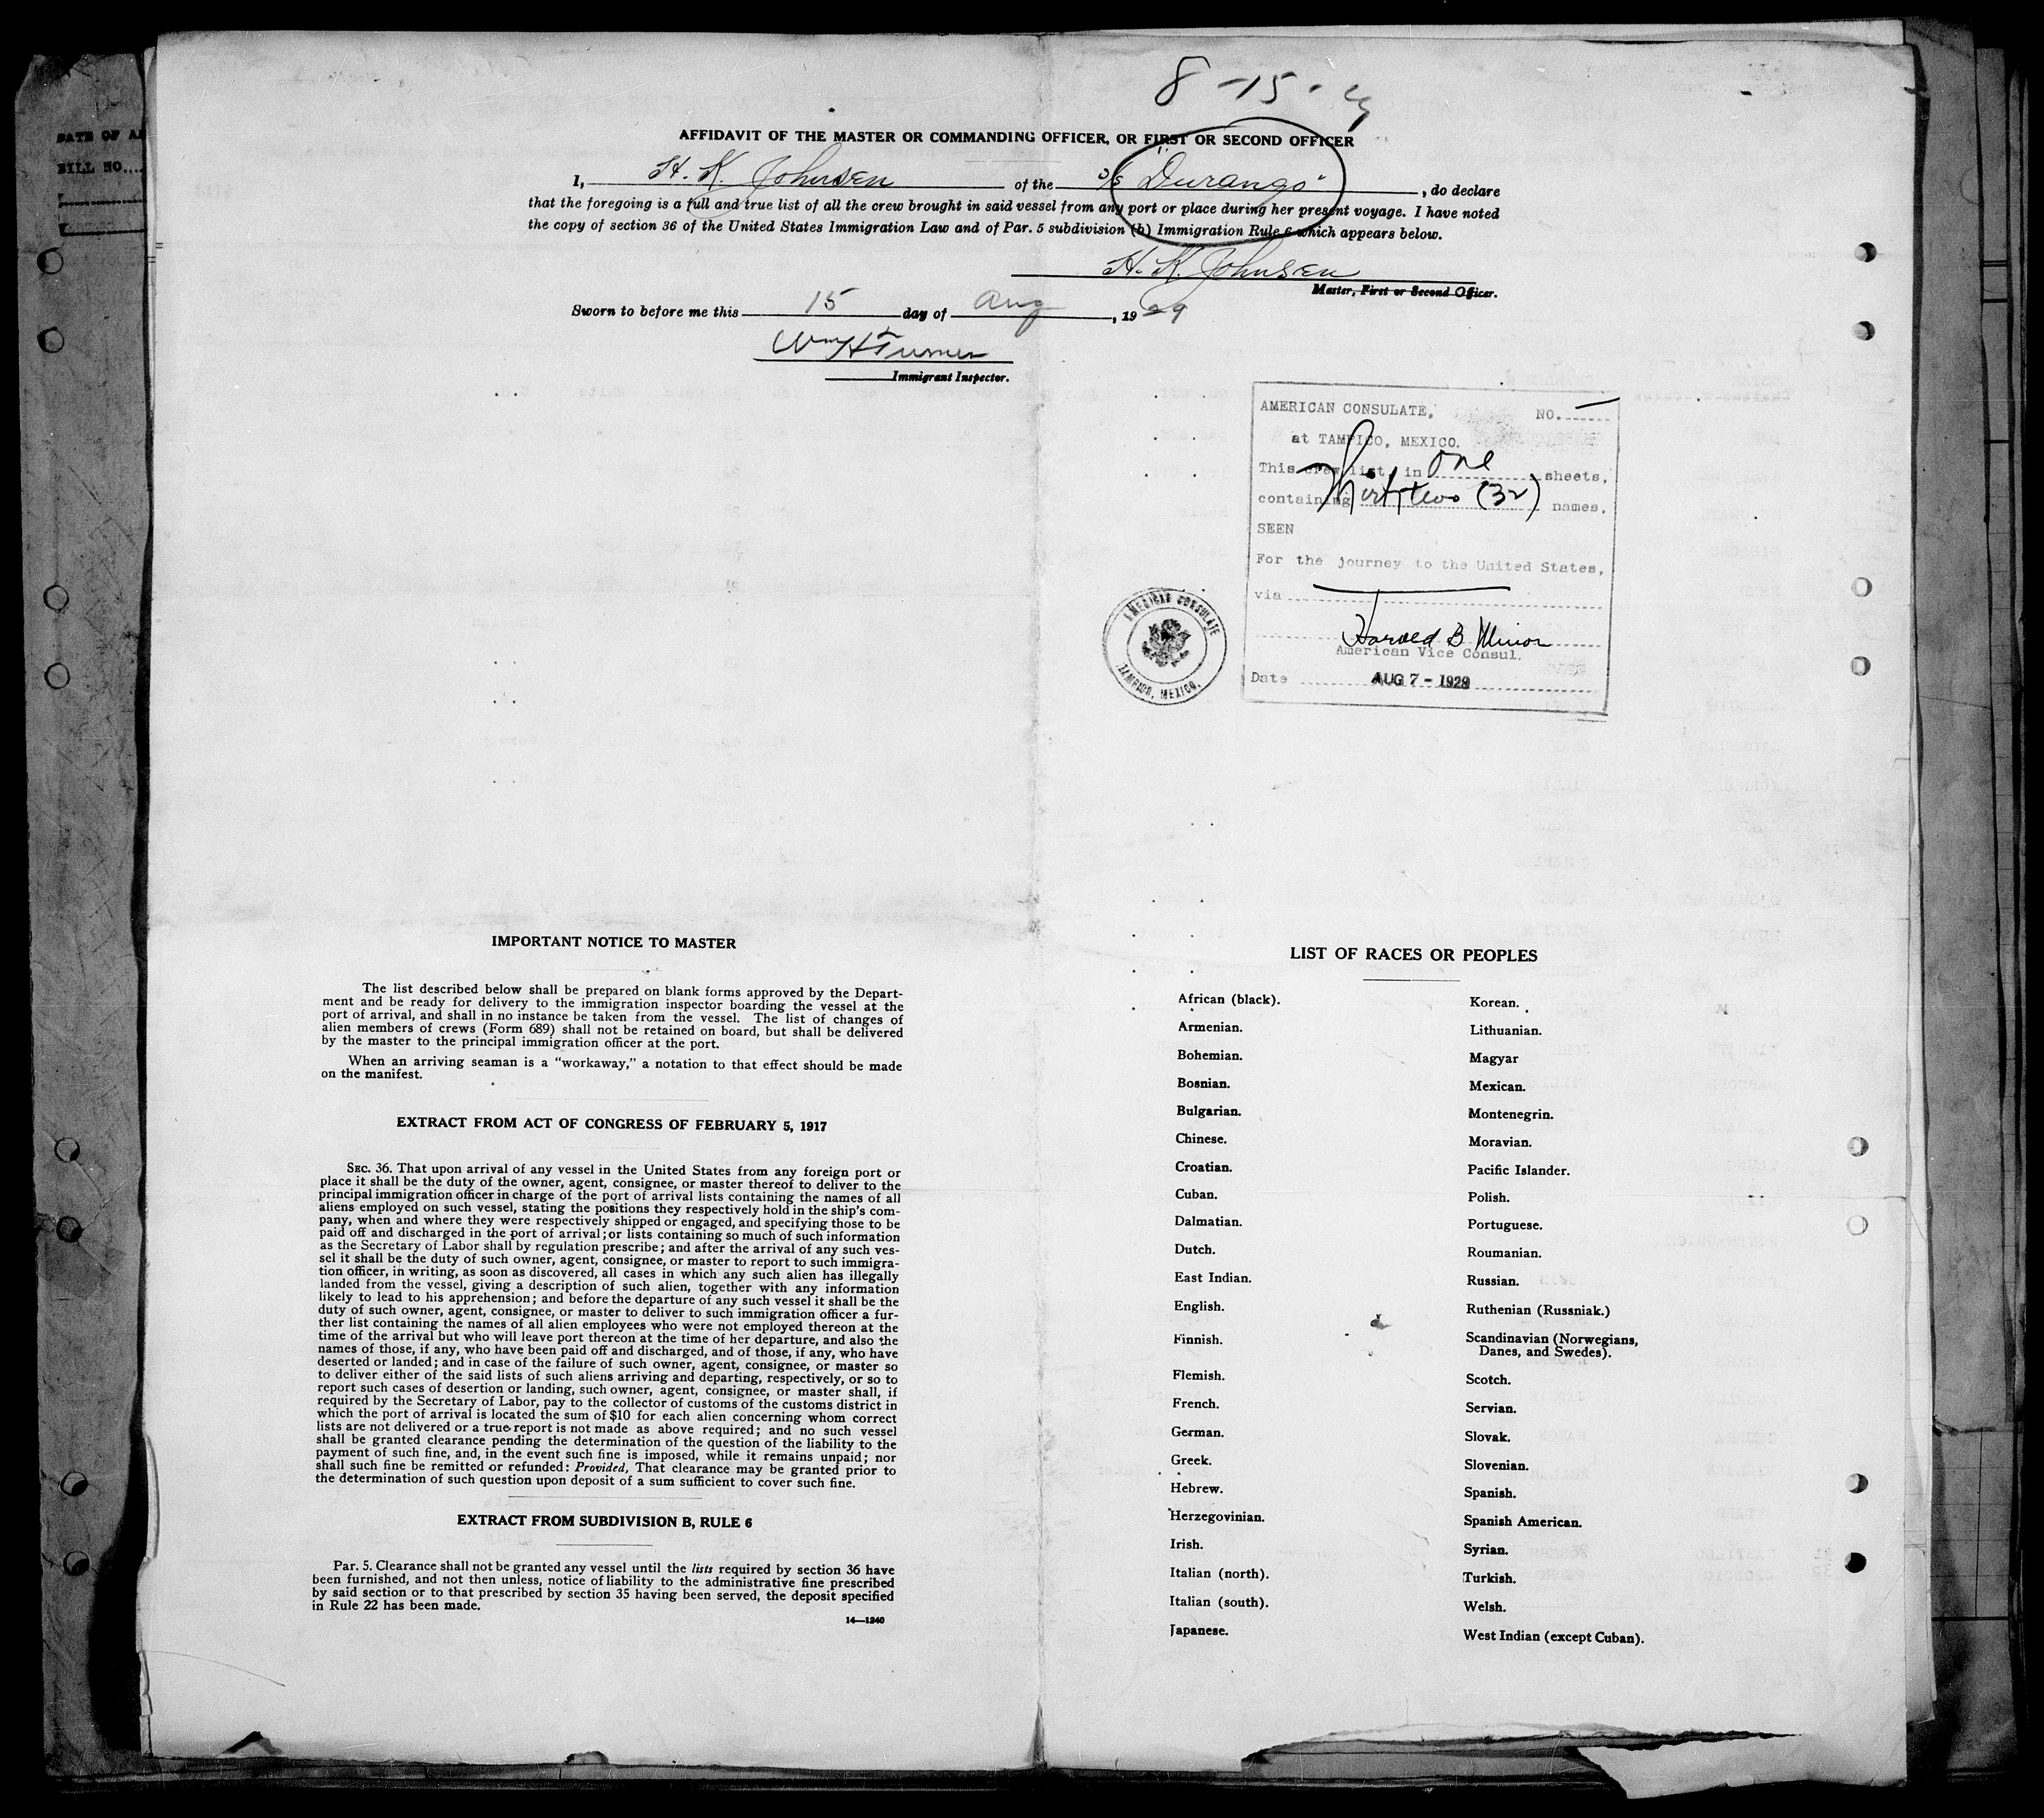 8-15-29
DATE OF A
BILL NO....
AFFIDAVIT OF THE MASTER OR COMMANDING OFFICER, OR FIRST OR SECOND OFFICER
I, H. K. Johnsen of the S/S "Durango", do declare
that the foregoing is a full and true list of all the crew brought in said vessel from any port or place during her present voyage. I have noted
the copy of section 36 of the United States Immigration Law and of Par. 5 subdivision (b) Immigration Rule 6 which appears below.
H. K. Johnsen
Master, First or Second Officer.
Sworn to before me this 15 day of Aug, 1929
Wm H Turner
Immigrant Inspector.
AMERICAN CONSULATE, NO.
at TAMPICO, MEXICO.
This crew list, in one sheets,
containing Thirty two (32) names,
SEEN
For the journey to the United States,
via
Harold B Minor
American Vice Consul.
Date AUG 7 - 1929
AMERICAN CONSULATE
TAMPICO, MEXICO.
IMPORTANT NOTICE TO MASTER
The list described below shall be prepared on blank forms approved by the Depart-
ment and be ready for delivery to the immigration inspector boarding the vessel at the
port of arrival, and shall in no instance be taken from the vessel. The list of changes of
alien members of crews (Form 689) shall not be retained on board, but shall be delivered
by the master to the principal immigration officer at the port.
When an arriving seaman is a "workaway," a notation to that effect should be made
on the manifest.
EXTRACT FROM ACT OF CONGRESS OF FEBRUARY 5, 1917
SEC. 36. That upon arrival of any vessel in the United States from any foreign port or
place it shall be the duty of the owner, agent, consignee, or master thereof to deliver to the
principal immigration officer in charge of the port of arrival lists containing the names of all
aliens employed on such vessel, stating the positions they respectively hold in the ship's com-
pany, when and where they were respectively shipped or engaged, and specifying those to be
paid off and discharged in the port of arrival; or lists containing so much of such information
as the Secretary of Labor shall by regulation prescribe; and after the arrival of any such ves-
sel it shall be the duty of such owner, agent, consignee, or master to report to such immigra-
tion officer, in writing, as soon as discovered, all cases in which any such alien has illegally
landed from the vessel, giving a description of such alien, together with any information
likely to lead to his apprehension; and before the departure of any such vessel it shall be the
duty of such owner, agent, consignee, or master to deliver to such immigration officer a fur-
ther list containing the names of all alien employees who were not employed thereon at the
time of the arrival but who will leave port thereon at the time of her departure, and also the
names of those, if any, who have been paid off and discharged, and of those, if any, who have
deserted or landed; and in case of the failure of such owner, agent, consignee, or master so
to deliver either of the said lists of such aliens arriving and departing, respectively, or so to
report such cases of desertion or landing, such owner, agent, consignee, or master shall, if
required by the Secretary of Labor, pay to the collector of customs of the customs district in
which the port of arrival is located the sum of $10 for each alien concerning whom correct
lists are not delivered or a true report is not made as above required; and no such vessel
shall be granted clearance pending the determination of the question of the liability to the
payment of such fine, and, in the event such fine is imposed, while it remains unpaid; nor
shall such fine be remitted or refunded: Provided, That clearance may be granted prior to
the determination of such question upon deposit of a sum sufficient to cover such fine.
EXTRACT FROM SUBDIVISION B, RULE 6
Par. 5. Clearance shall not be granted any vessel until the lists required by section 36 have
been furnished, and not then unless, notice of liability to the administrative fine prescribed
by said section or to that prescribed by section 35 having been served, the deposit specified
in Rule 22 has been made.
14—1240
LIST OF RACES OR PEOPLES
African (black).
Armenian.
Bohemian.
Bosnian.
Bulgarian.
Chinese.
Croatian.
Cuban.
Dalmatian.
Dutch.
East Indian.
English.
Finnish.
Flemish.
French.
German.
Greek.
Hebrew.
Herzegovinian.
Irish.
Italian (north).
Italian (south).
Japanese.
Korean.
Lithuanian.
Magyar
Mexican.
Montenegrin.
Moravian.
Pacific Islander.
Polish.
Portuguese.
Roumanian.
Russian.
Ruthenian (Russniak.)
Scandinavian (Norwegians,
Danes, and Swedes).
Scotch.
Servian.
Slovak.
Slovenian.
Spanish.
Spanish American.
Syrian.
Turkish.
Welsh.
West Indian (except Cuban).